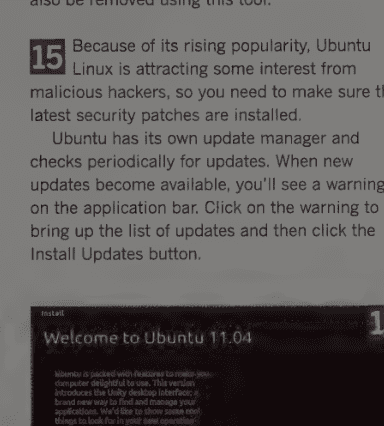 also be removed using this tool.
15 Because of its rising popularity, Ubuntu
Linux is attracting some interest from
malicious hackers, so you need to make sure th
latest security patches are installed.
Ubuntu has its own update manager and
checks periodically for updates. When new
updates become available, you'll see a warning
on the application bar. Click on the warning to
bring up the list of updates and then click the
Install Updates button.
Install
1
Welcome to Ubuntu 11.04
Ubuntu is packed with features to make your
computer delightful to use. This version
introduces the Unity desktop interface; a
brand new way to find and manage your
applications. We'd like to show some cool
things to look for in your new operating